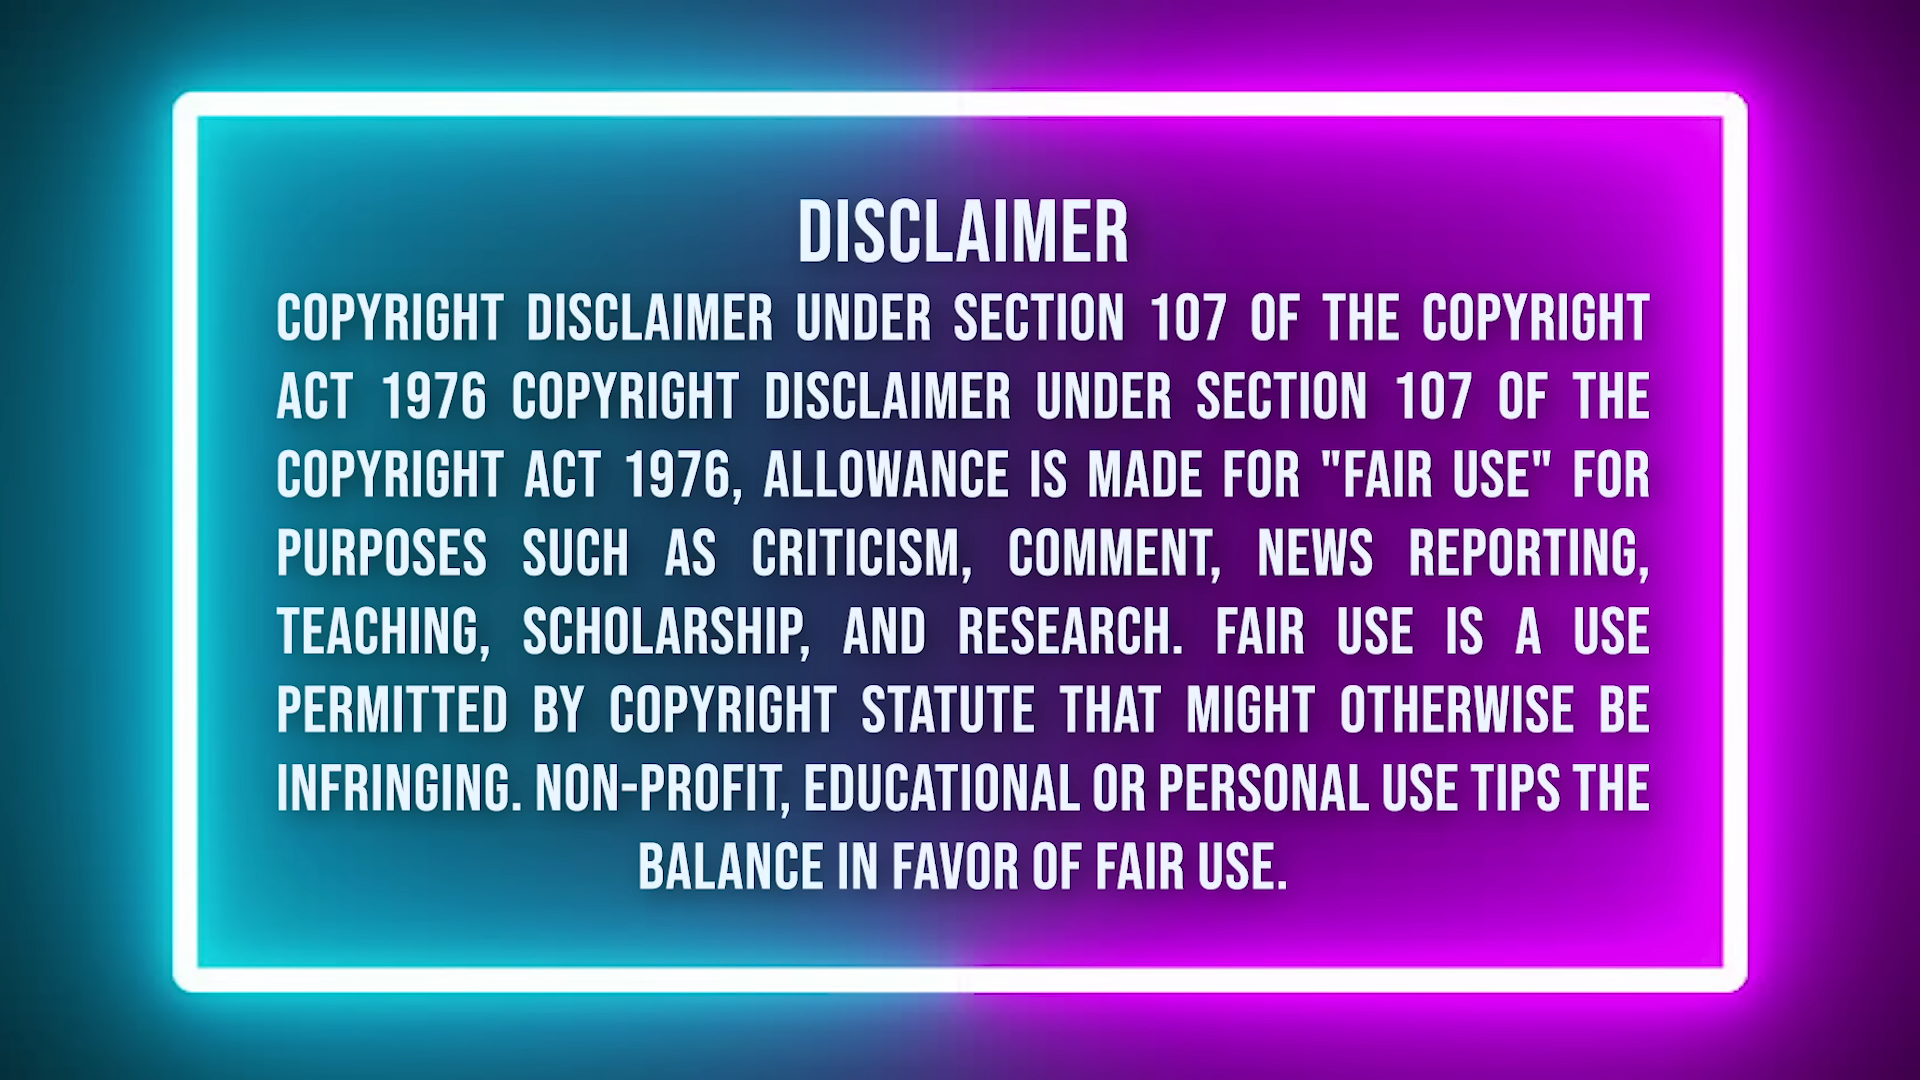 DISCLAIMER
COPYRIGHT DISCLAIMER UNDER SECTION 107 OF THE COPYRIGHT
ACT 1976 COPYRIGHT DISCLAIMER UNDER SECTION 107 OF THE
COPYRIGHT ACT 1976, ALLOWANCE IS MADE FOR "FAIR USE" FOR
PURPOSES SUCH AS CRITICISM, COMMENT, NEWS REPORTING,
TEACHING, SCHOLARSHIP, AND RESEARCH. FAIR USE IS A USE
PERMITTED BY COPYRIGHT STATUTE THAT MIGHT OTHERWISE BE
INFRINGING. NON-PROFIT, EDUCATIONAL OR PERSONAL USE TIPS THE
BALANCE IN FAVOR OF FAIR USE.